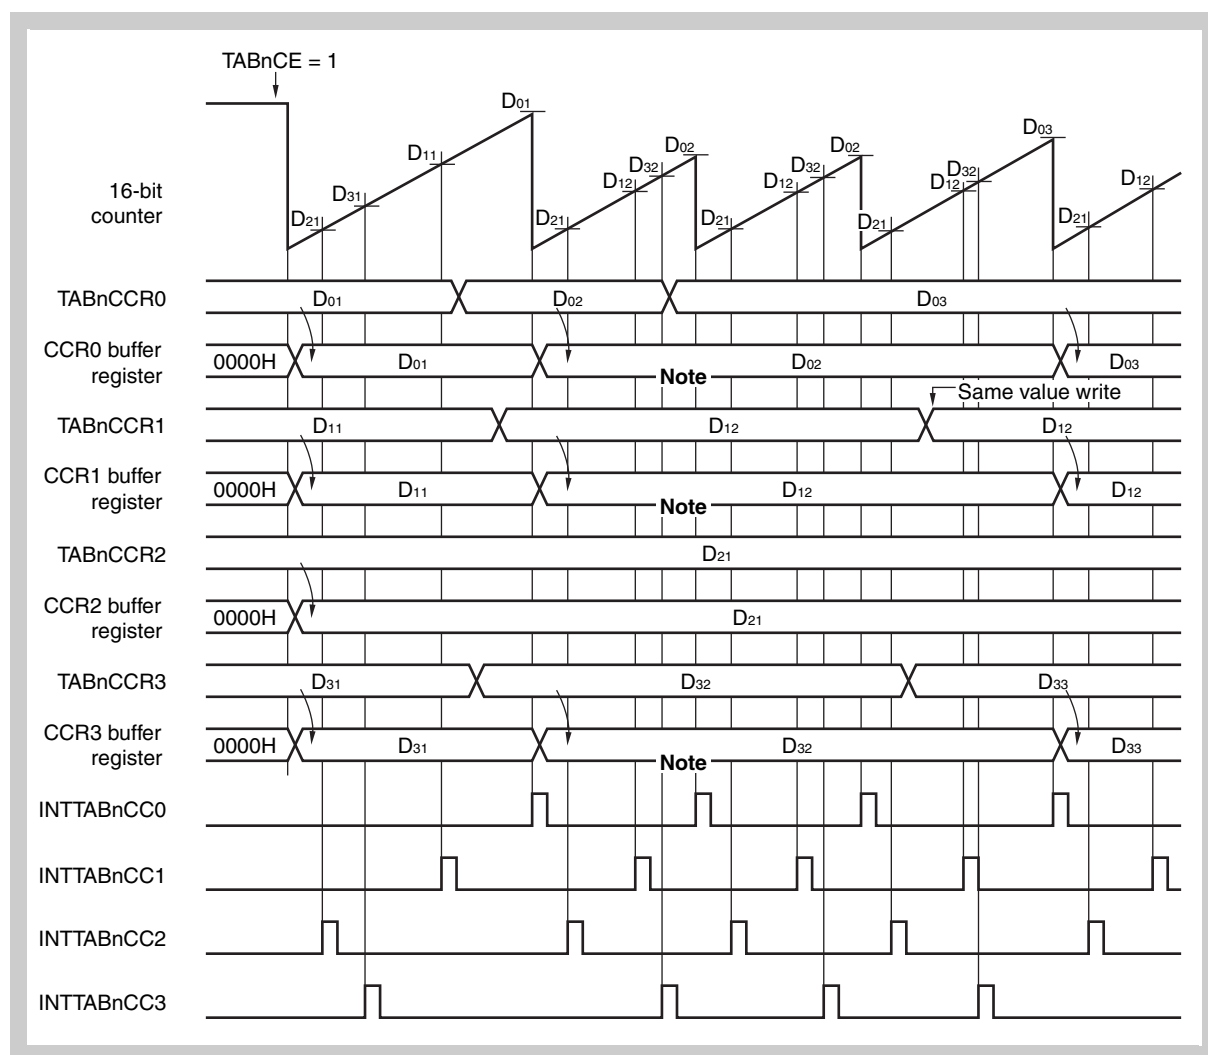 TABnCE = 1
D01
D11
D31
D21
D02
D32
D12
D21
D02
D32
D12
D21
D03
D32
D12
D21
D12
D21
16-bit
counter
TABnCCR0
D01
D02
D03
CCR0 buffer
register
0000H
D01
D02
D03
Note
Same value write
TABnCCR1
D11
D12
D12
CCR1 buffer
register
0000H
D11
D12
D12
Note
TABnCCR2
D21
CCR2 buffer
register
0000H
D21
TABnCCR3
D31
D32
D33
CCR3 buffer
register
0000H
D31
D32
D33
Note
INTTABnCC0
INTTABnCC1
INTTABnCC2
INTTABnCC3